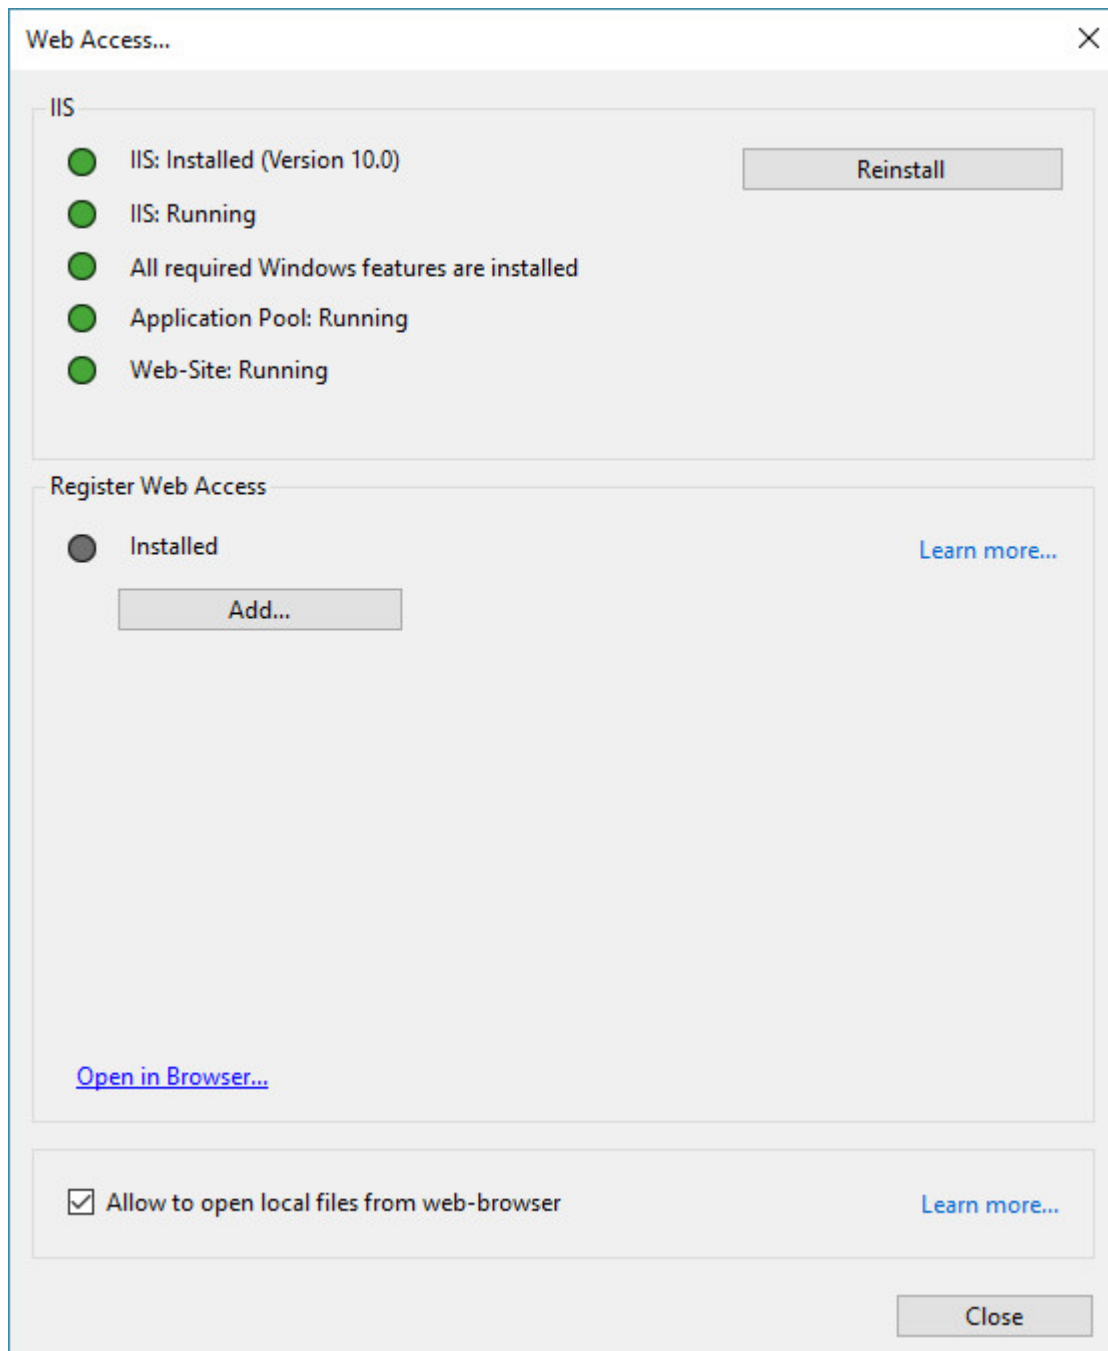 Web Access...
IIS
IIS: Installed (Version 10.0)
Reinstall
IIS: Running
All required Windows features are installed
Application Pool: Running
Web-Site: Running
Register Web Access
Installed
Learn more...
Add...
Open in Browser...
Allow to open local files from web-browser
Learn more...
Close